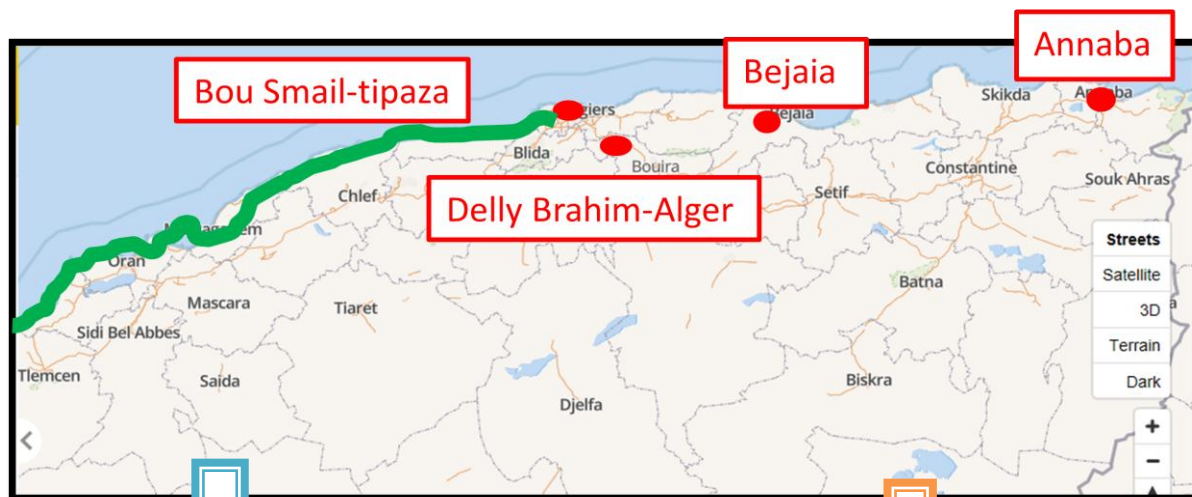 Annaba
Bejaia
Bou Smail-tipaza
Skikda
Blida
Bouira
Constantine
Souk Ahras
Setif
Chlef
Delly Brahim-Alger
Streets
Oran
Satellite
Batna
Mascara
Tiaret
3D
Sidi Bel Abbes
Terrain
Tlemcen
Saida
Biskra
Dark
Djelfa
+
−